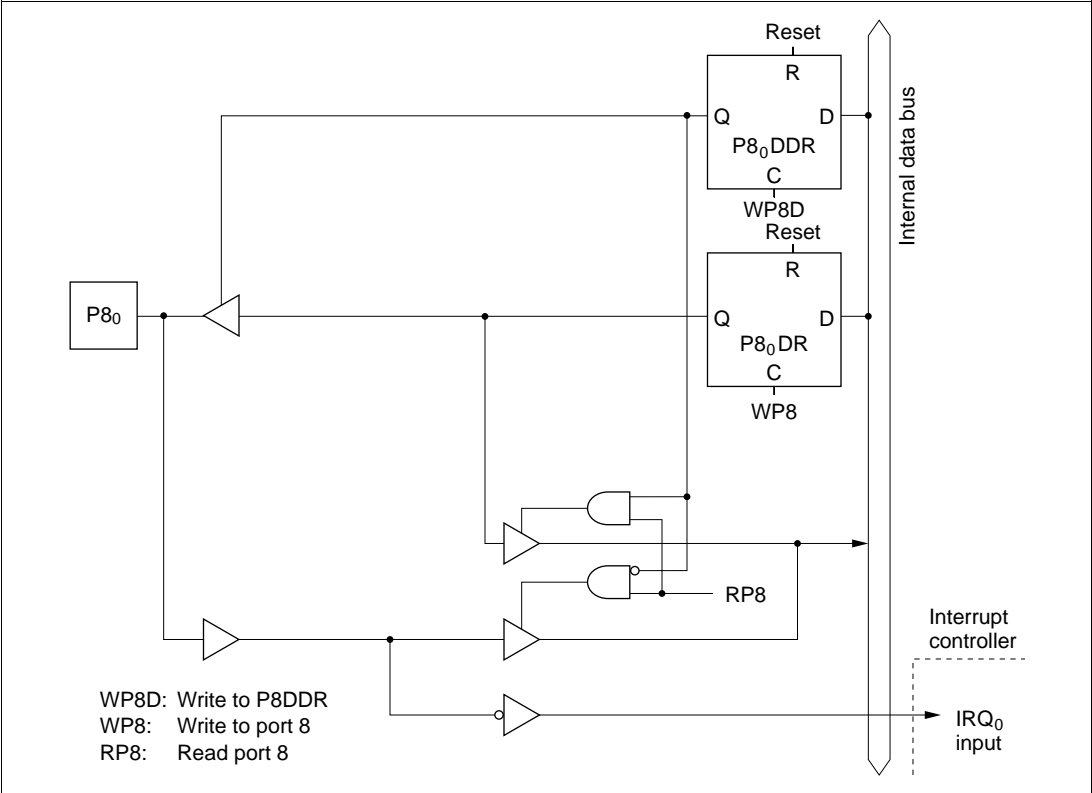 Reset
R
Q
D
P8₀DDR
C
WP8D
Reset
R
Q
D
P8₀DR
C
WP8
Internal data bus
P8₀
RP8
Interrupt
controller
IRQ₀
input
WP8D: Write to P8DDR
WP8: Write to port 8
RP8: Read port 8